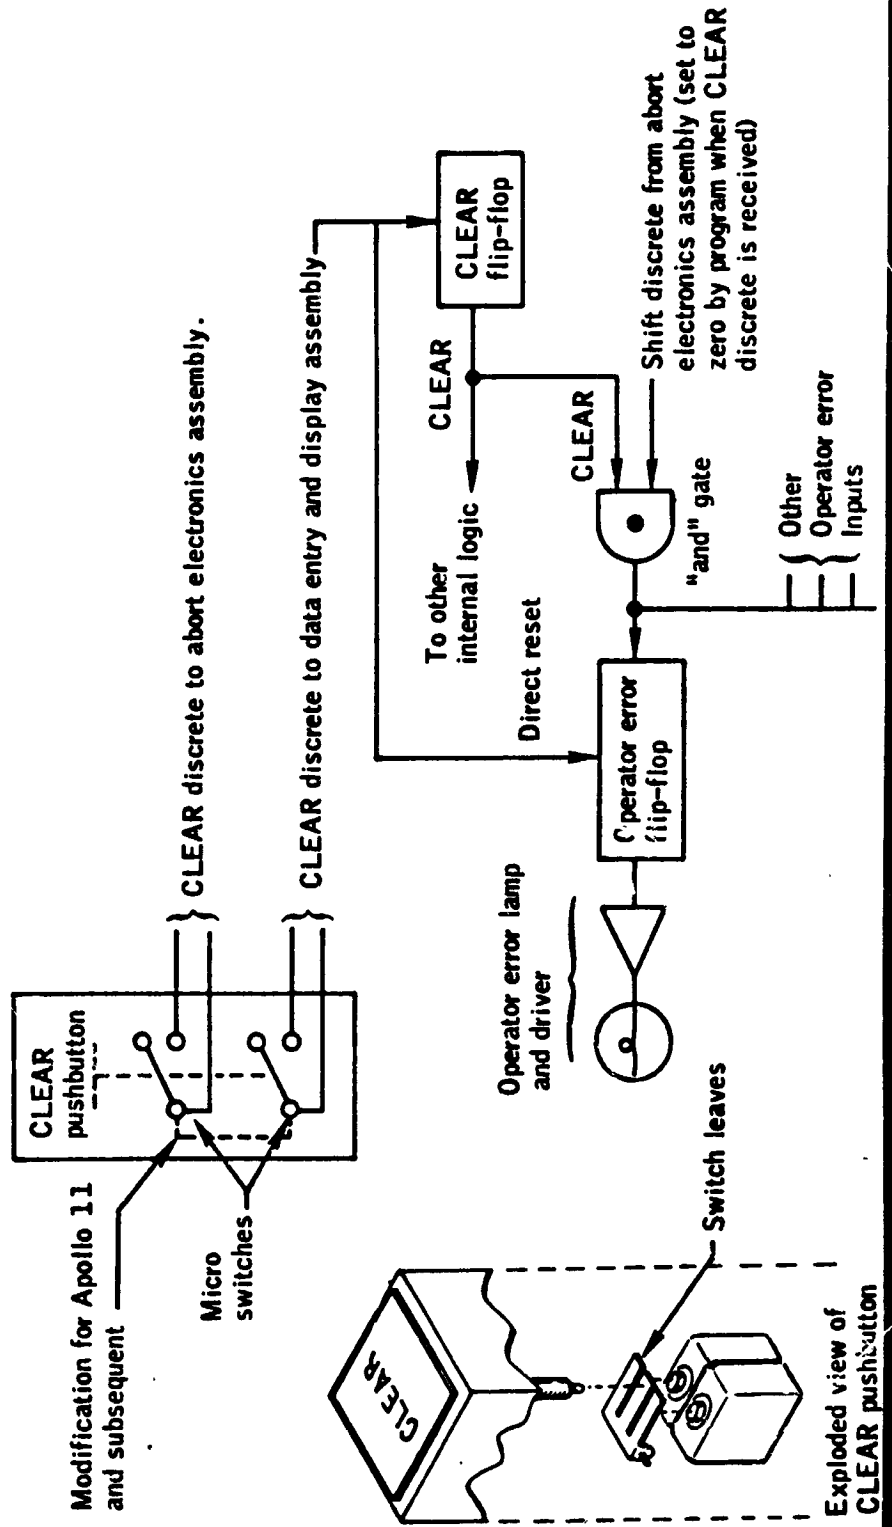 Modification for Apollo 11
and subsequent
CLEAR
pushbutton
Micro
switches
CLEAR discrete to abort electronics assembly.
CLEAR discrete to data entry and display assembly
CLEAR
flip-flop
CLEAR
To other
internal logic
CLEAR
Direct reset
Shift discrete from abort
electronics assembly (set to
zero by program when CLEAR
discrete is received)
"and" gate
Other
Operator error
Inputs
Operator error
flip-flop
Operator error lamp
and driver
CLEAR
Switch leaves
Exploded view of
CLEAR pushbutton